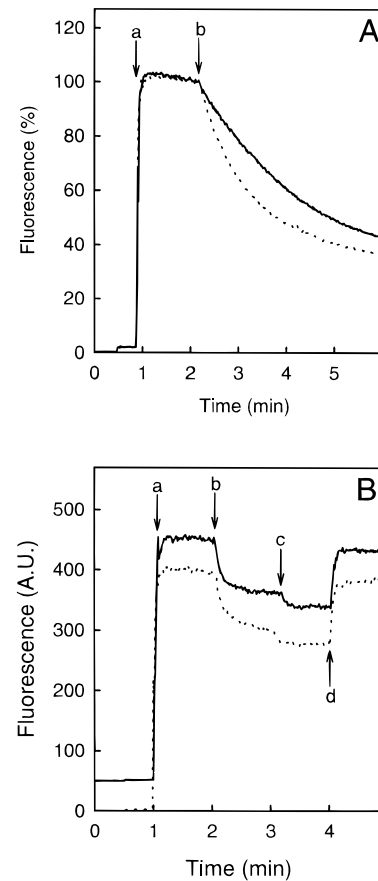 A
a b
Fluorescence (%)
120
100
80
60
40
20
0
0 1 2 3 4 5
Time (min)
B
a b c d
Fluorescence (A.U.)
500
400
300
200
100
0
0 1 2 3 4
Time (min)